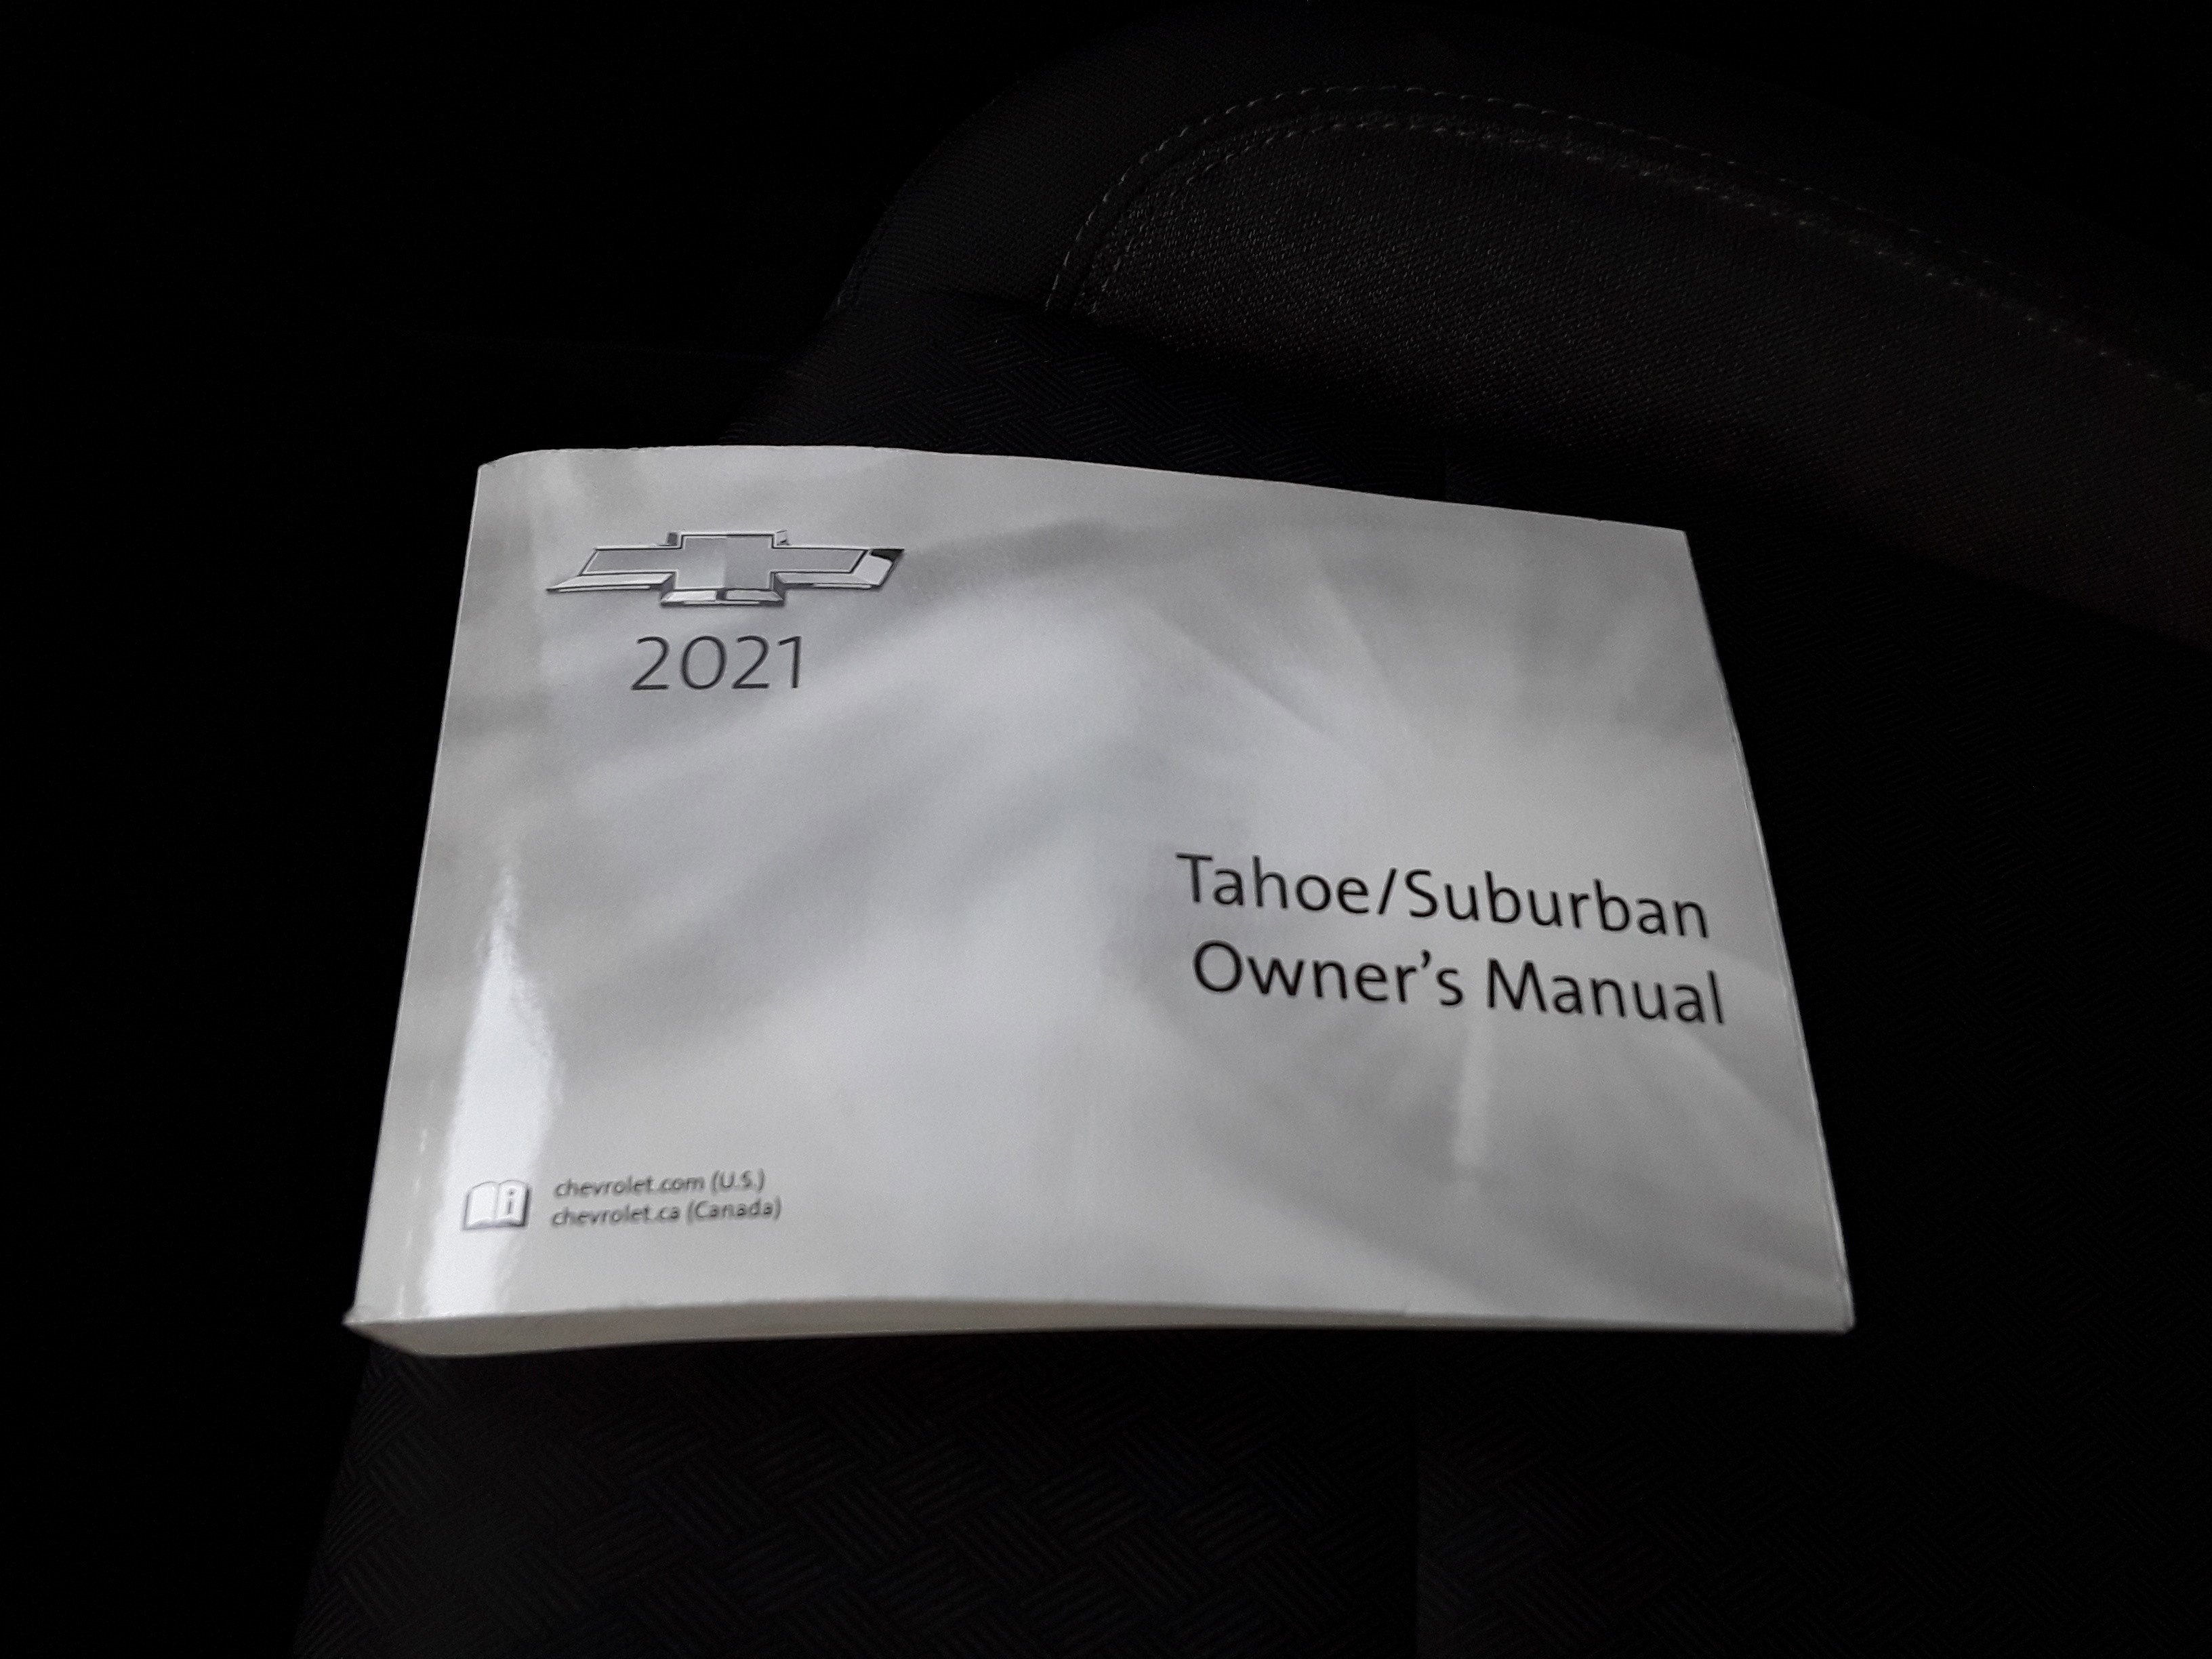 2021
Tahoe/Suburban
Owner's Manual
chevrolet.com (U.S.)
chevrolet.ca (Canada)